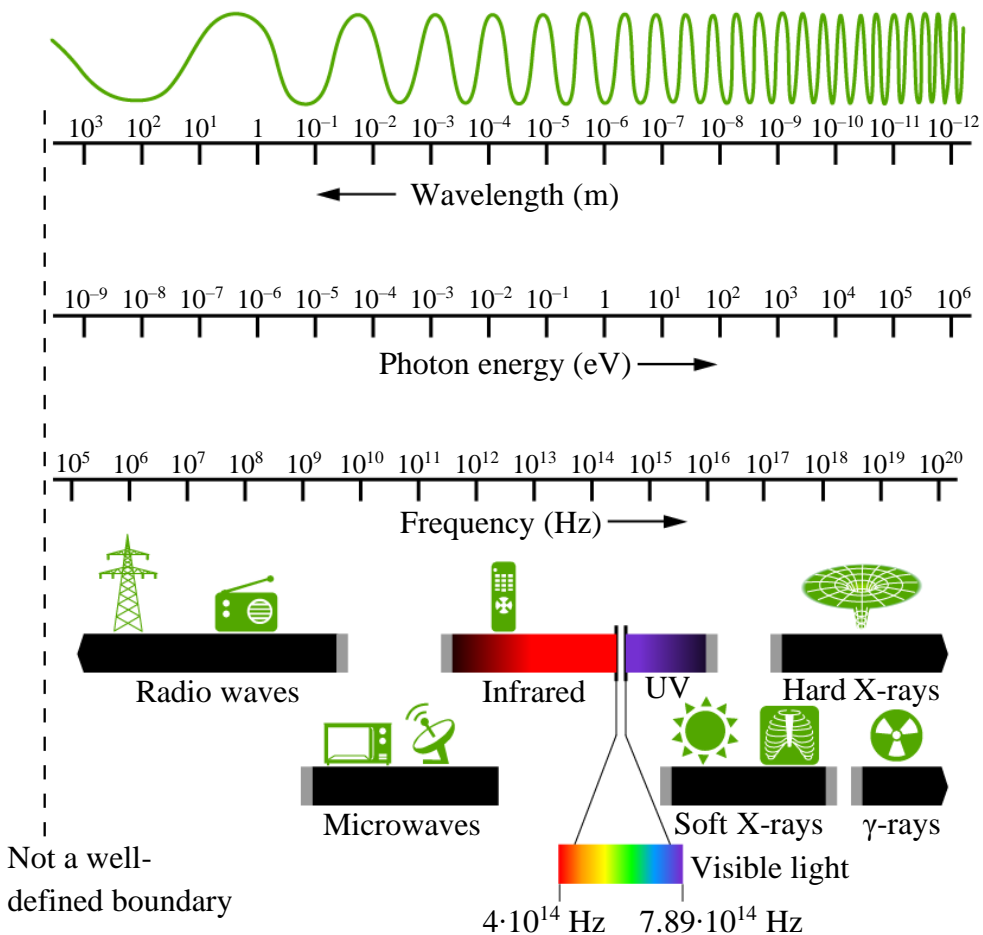 10³ 10² 10¹ 1 10⁻¹ 10⁻² 10⁻³ 10⁻⁴ 10⁻⁵ 10⁻⁶ 10⁻⁷ 10⁻⁸ 10⁻⁹ 10⁻¹⁰ 10⁻¹¹ 10⁻¹²
Wavelength (m)
10⁻⁹ 10⁻⁸ 10⁻⁷ 10⁻⁶ 10⁻⁵ 10⁻⁴ 10⁻³ 10⁻² 10⁻¹ 1 10¹ 10² 10³ 10⁴ 10⁵ 10⁶
Photon energy (eV)
10⁵ 10⁶ 10⁷ 10⁸ 10⁹ 10¹⁰ 10¹¹ 10¹² 10¹³ 10¹⁴ 10¹⁵ 10¹⁶ 10¹⁷ 10¹⁸ 10¹⁹ 10²⁰
Frequency (Hz)
Radio waves Infrared UV Hard X-rays
Microwaves Soft X-rays γ-rays
Visible light
Not a well-
defined boundary
4·10¹⁴ Hz 7.89·10¹⁴ Hz